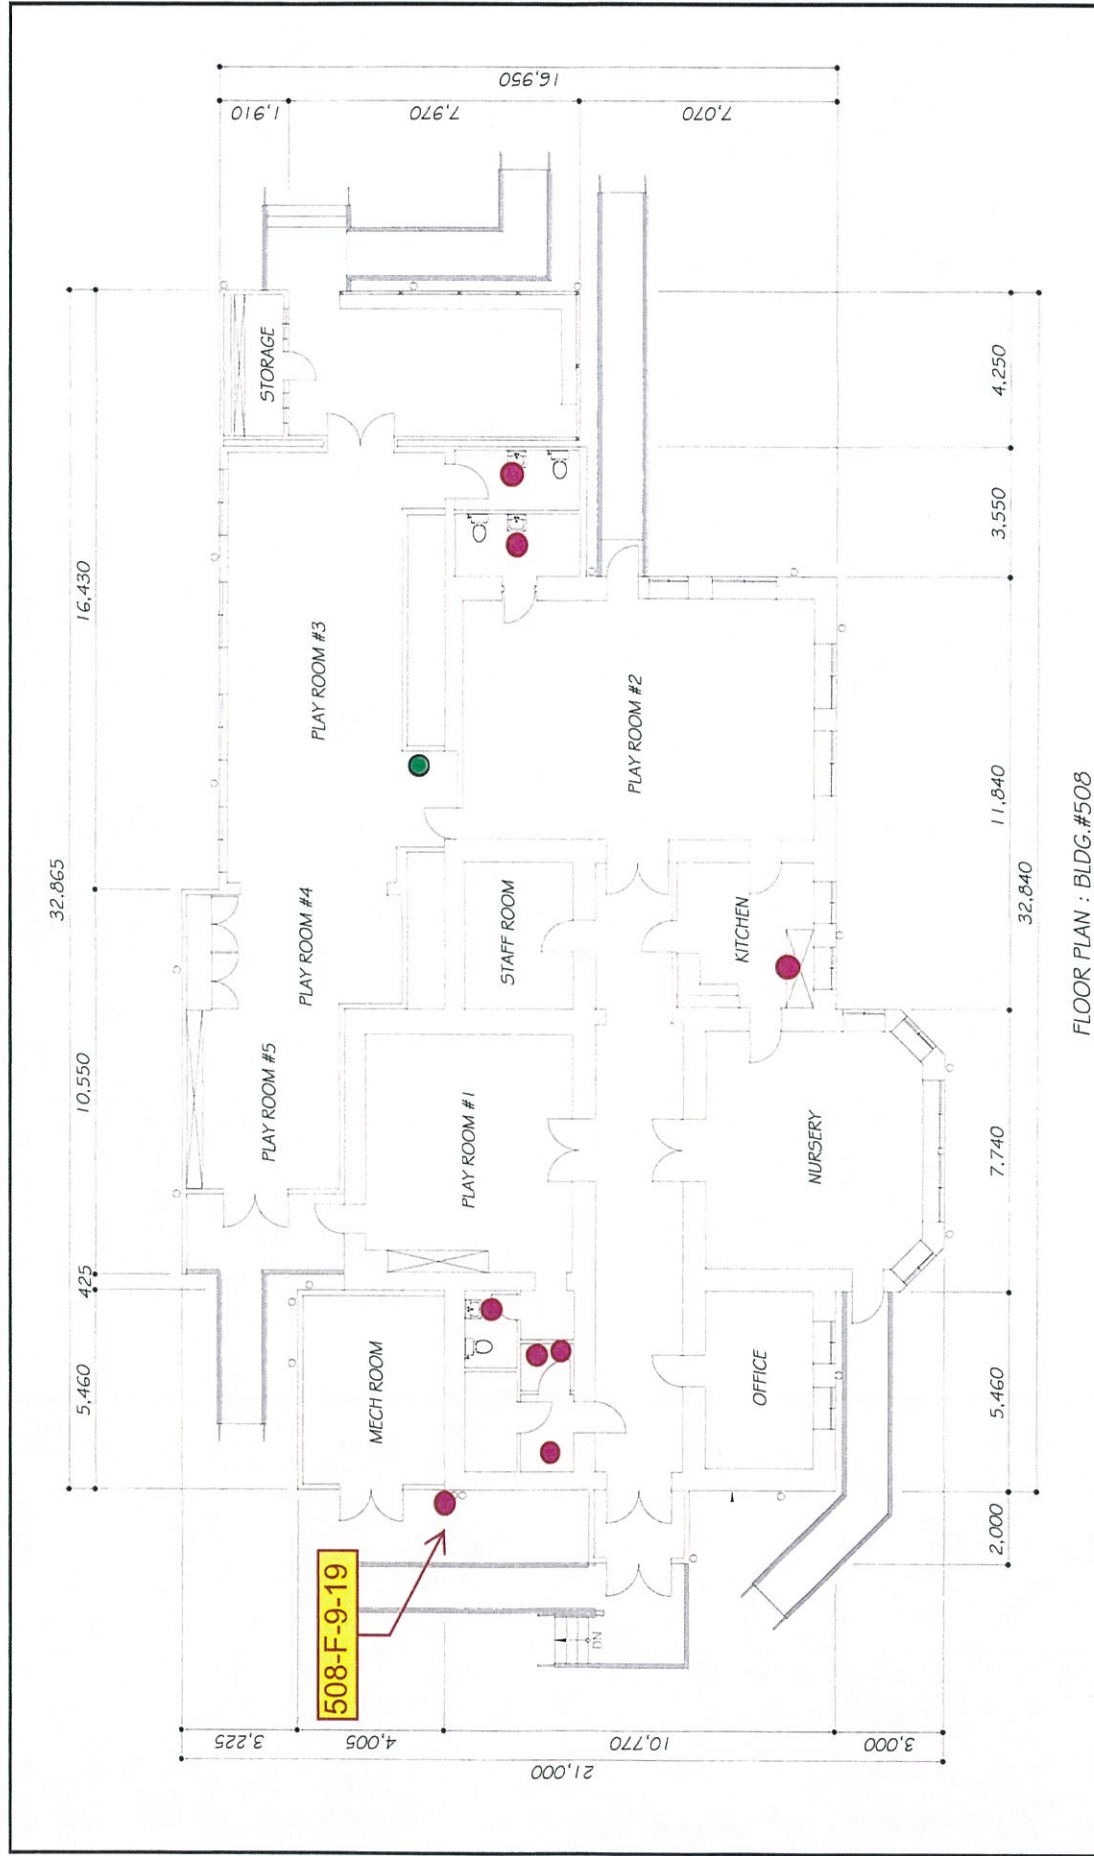 32,865
5,460
425
10,550
16,430
3,225
4,005
10,770
3,000
21,000
1,910
7,970
7,070
16,950
508-F-9-19
STORAGE
PLAY ROOM #5
PLAY ROOM #4
PLAY ROOM #3
MECH ROOM
PLAY ROOM #1
STAFF ROOM
PLAY ROOM #2
DN
KITCHEN
OFFICE
NURSERY
2,000
5,460
7,740
11,840
3,550
4,250
32,840
FLOOR PLAN : BLDG.#508